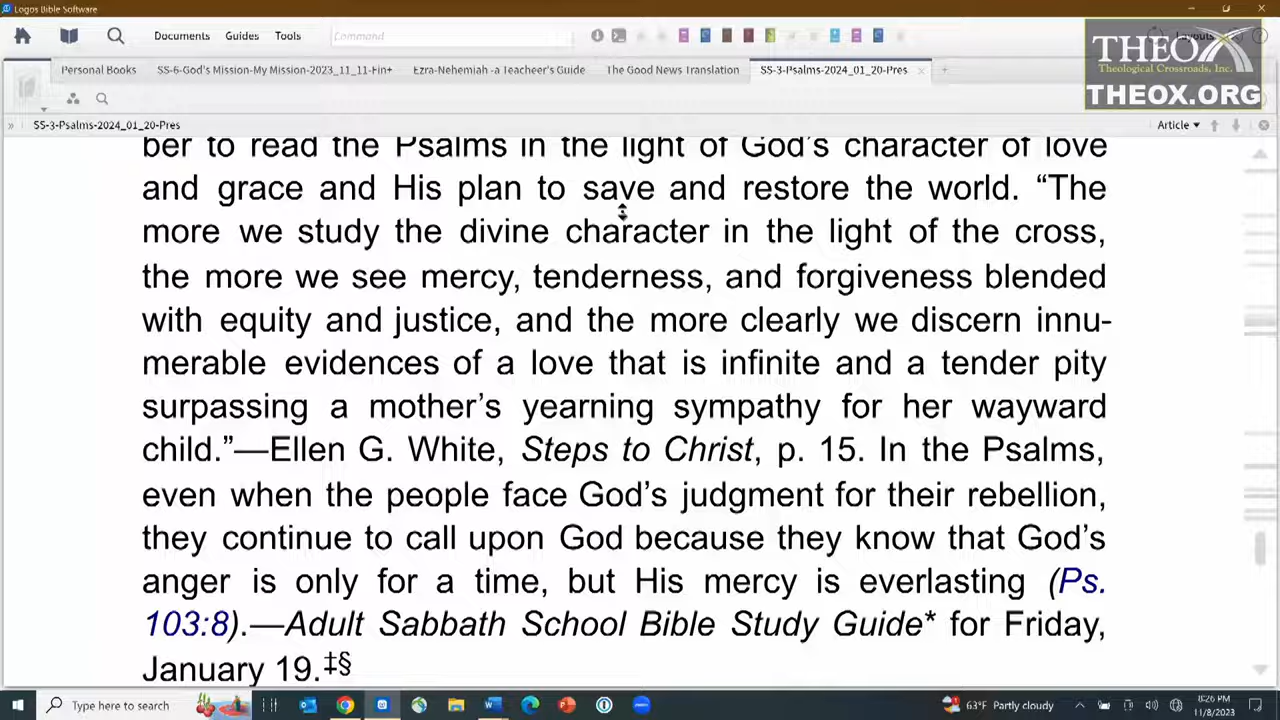 Logos Bible Software
Documents Guides Tools Command Layouts
THEOX
Theological Crossroads, Inc.
THEOX.ORG
Personal Books SS-6-God's Mission-My Mission-2023_11_11-Fin+ Teacher's Guide The Good News Translation SS-3-Psalms-2024_01_20-Pres
SS-3-Psalms-2024_01_20-Pres Article
ber to read the Psalms in the light of God's character of love
and grace and His plan to save and restore the world. “The
more we study the divine character in the light of the cross,
the more we see mercy, tenderness, and forgiveness blended
with equity and justice, and the more clearly we discern innu-
merable evidences of a love that is infinite and a tender pity
surpassing a mother's yearning sympathy for her wayward
child.”—Ellen G. White, Steps to Christ, p. 15. In the Psalms,
even when the people face God's judgment for their rebellion,
they continue to call upon God because they know that God's
anger is only for a time, but His mercy is everlasting (Ps.
103:8).—Adult Sabbath School Bible Study Guide* for Friday,
January 19.‡§
Type here to search 63°F Partly cloudy 8:26 PM
11/8/2023